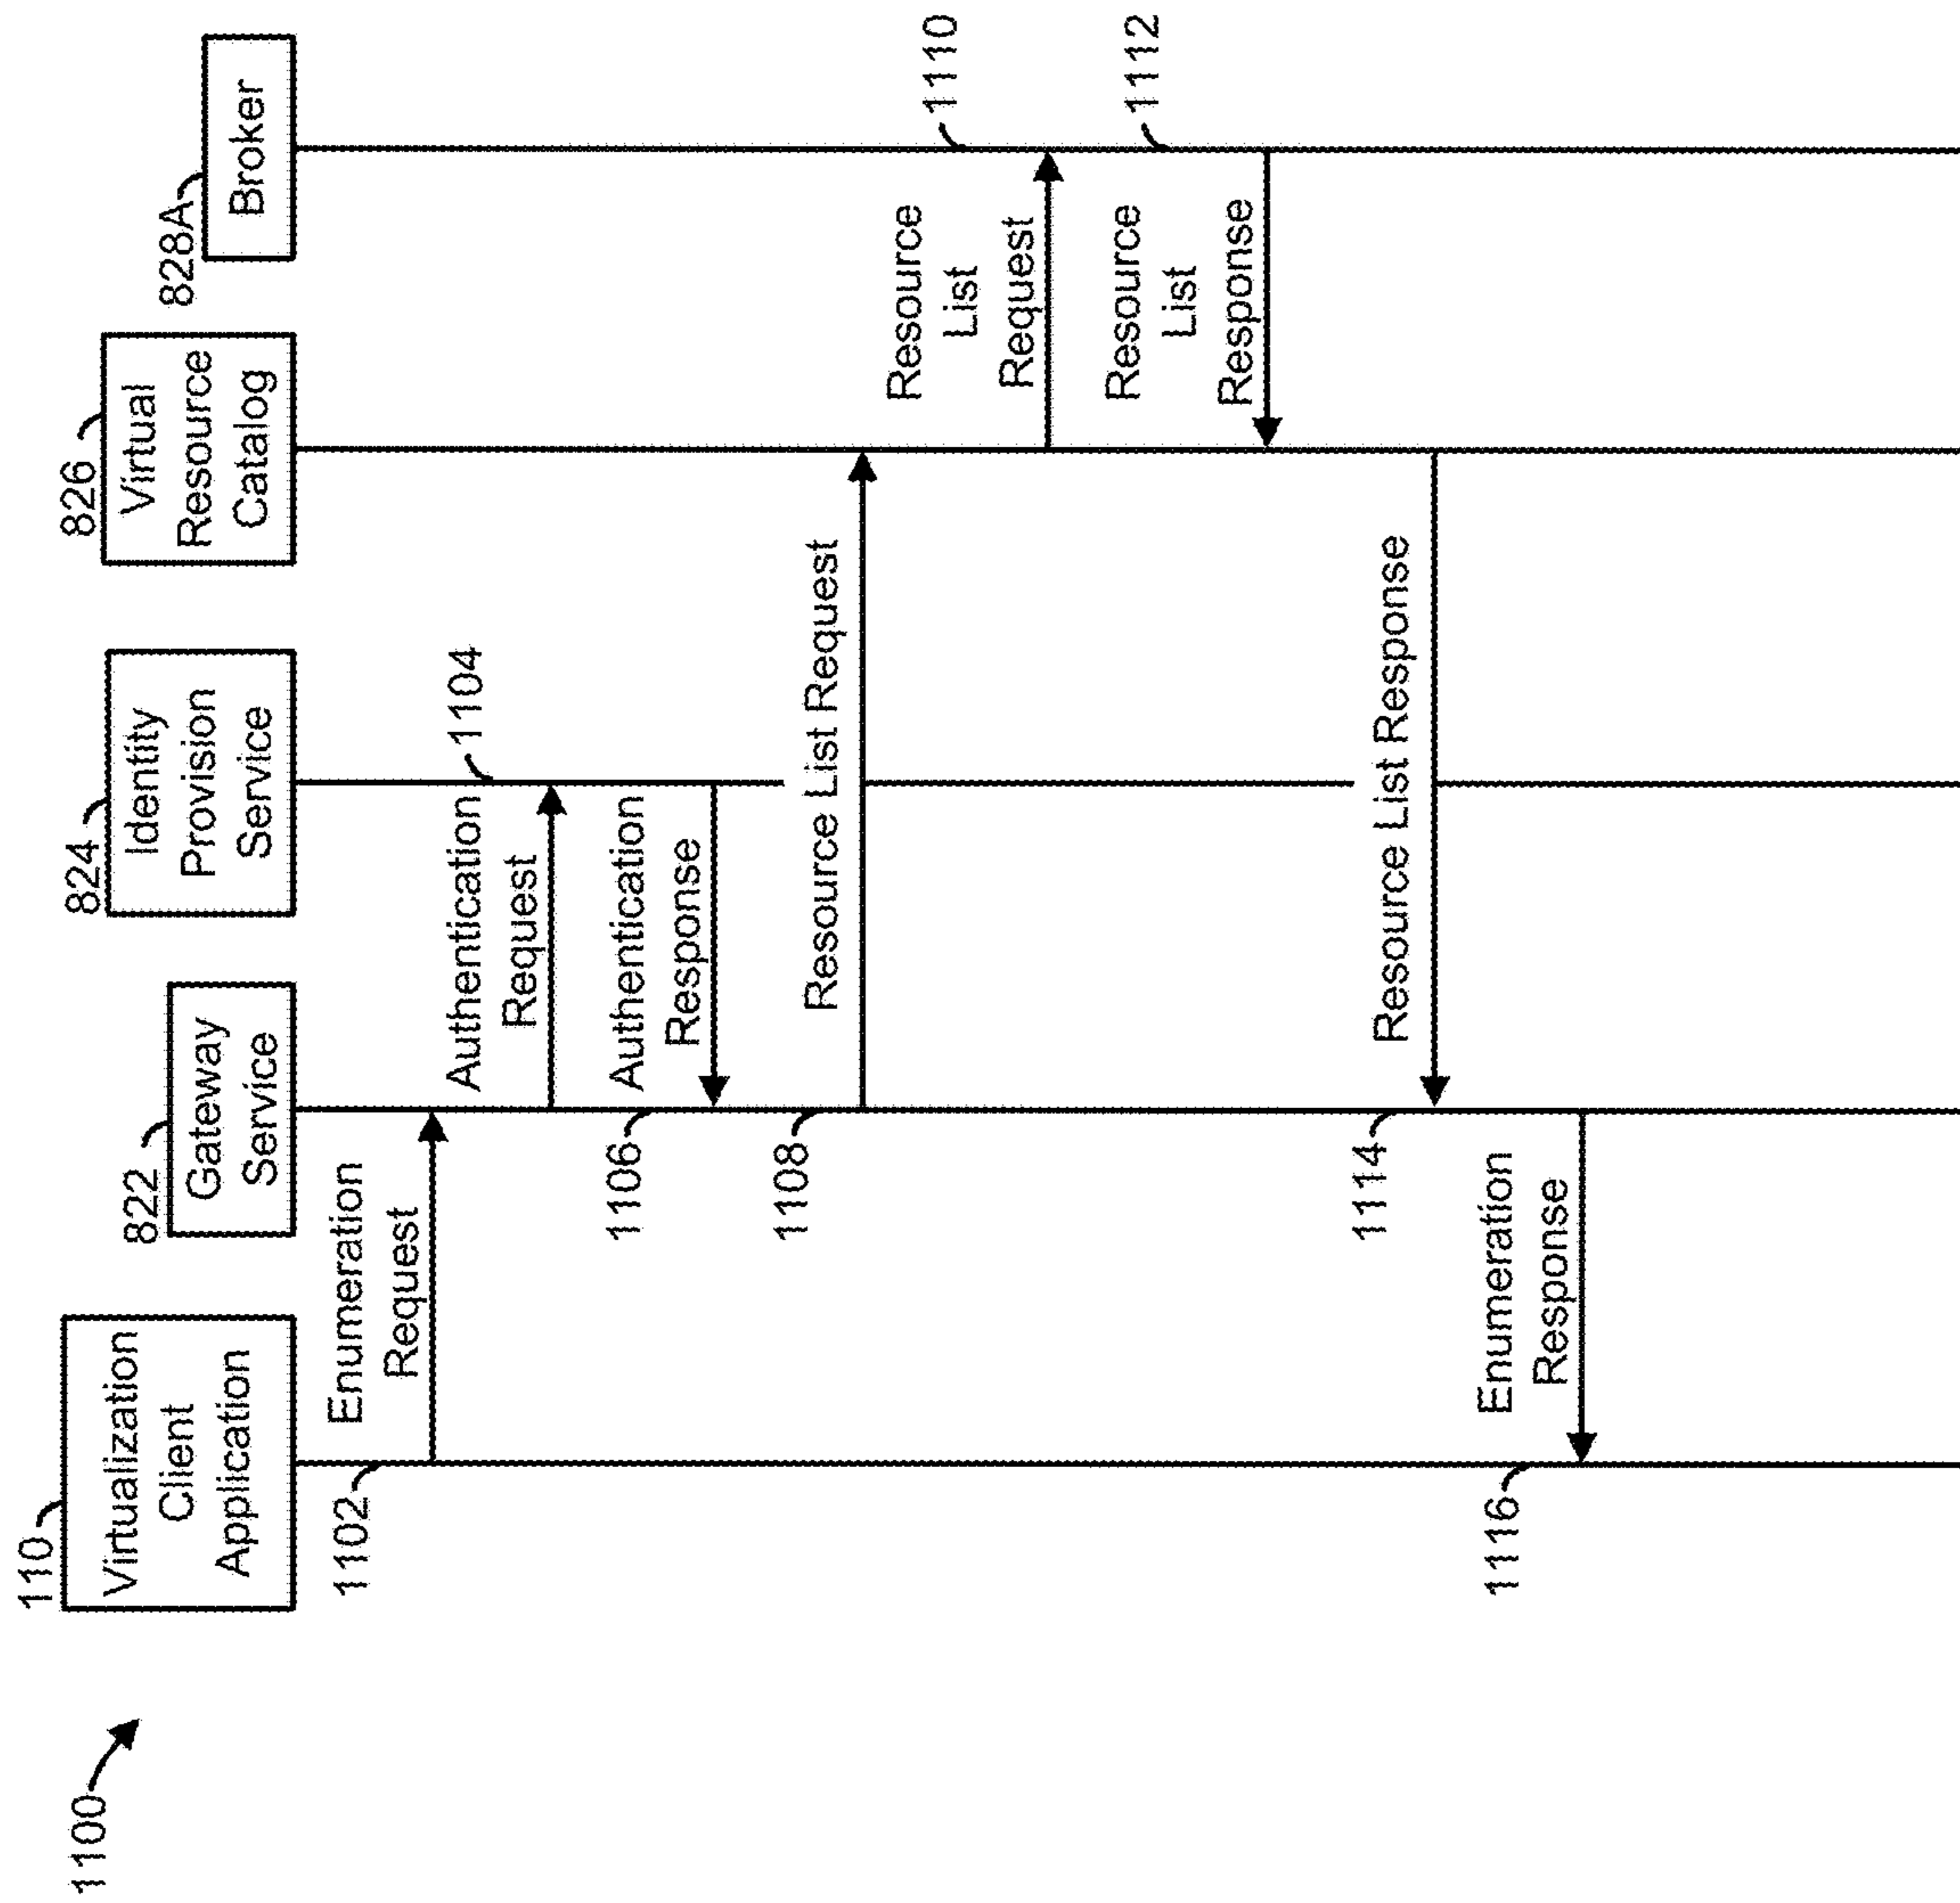 1100
110
Virtualization
Client
Application
822
Gateway
Service
824
Identity
Provision
Service
826
Virtual
Resource
Catalog
828A
Broker
1102
Enumeration
Request
Authentication
Request
1104
1106
Authentication
Response
1108
Resource List Request
Resource
List
Request
1110
Resource
List
Response
1112
1114
Resource List Response
1116
Enumeration
Response